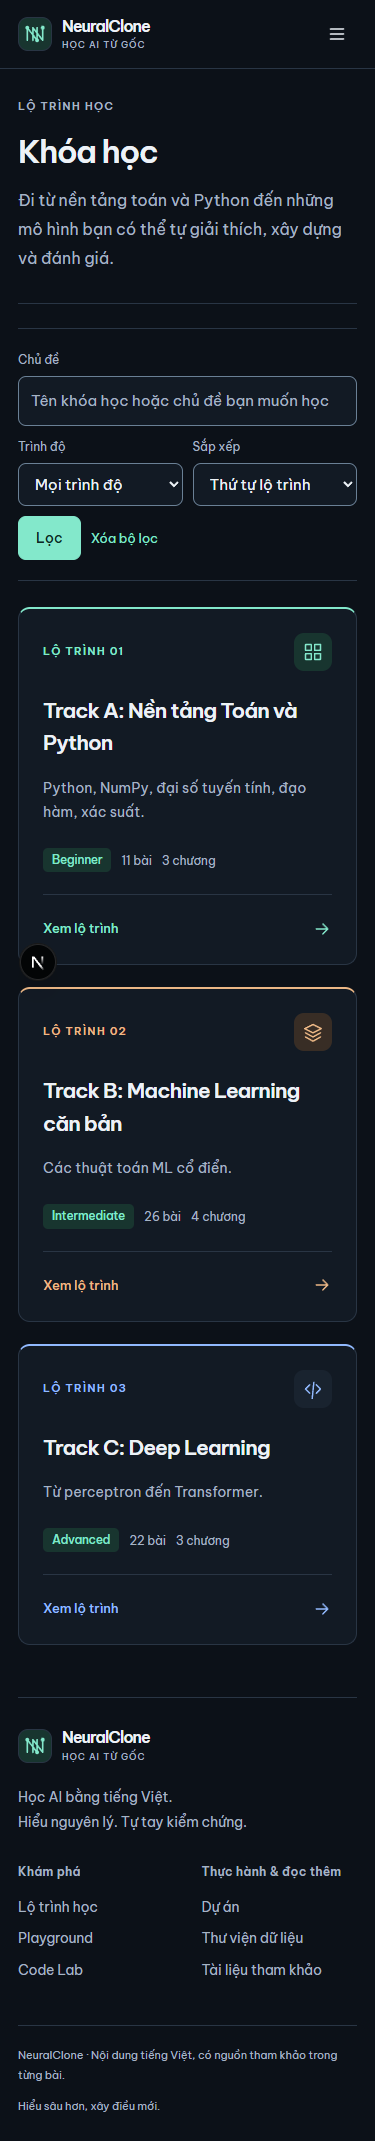 NeuralClone
HỌC AI TỪ GỐC
LỘ TRÌNH HỌC
Khóa học
Đi từ nền tảng toán và Python đến những
mô hình bạn có thể tự giải thích, xây dựng
và đánh giá.
Chủ đề
Tên khóa học hoặc chủ đề bạn muốn học
Trình độ
Sắp xếp
Mọi trình độ
Thứ tự lộ trình
Lọc
Xóa bộ lọc
LỘ TRÌNH 01
Track A: Nền tảng Toán và
Python
Python, NumPy, đại số tuyến tính, đạo
hàm, xác suất.
Beginner 11 bài 3 chương
Xem lộ trình
N
LỘ TRÌNH 02
Track B: Machine Learning
căn bản
Các thuật toán ML cổ điển.
Intermediate 26 bài 4 chương
Xem lộ trình
LỘ TRÌNH 03
Track C: Deep Learning
Từ perceptron đến Transformer.
Advanced 22 bài 3 chương
Xem lộ trình
NeuralClone
HỌC AI TỪ GỐC
Học AI bằng tiếng Việt.
Hiểu nguyên lý. Tự tay kiểm chứng.
Khám phá
Lộ trình học
Playground
Code Lab
Thực hành & đọc thêm
Dự án
Thư viện dữ liệu
Tài liệu tham khảo
NeuralClone · Nội dung tiếng Việt, có nguồn tham khảo trong
từng bài.
Hiểu sâu hơn, xây điều mới.